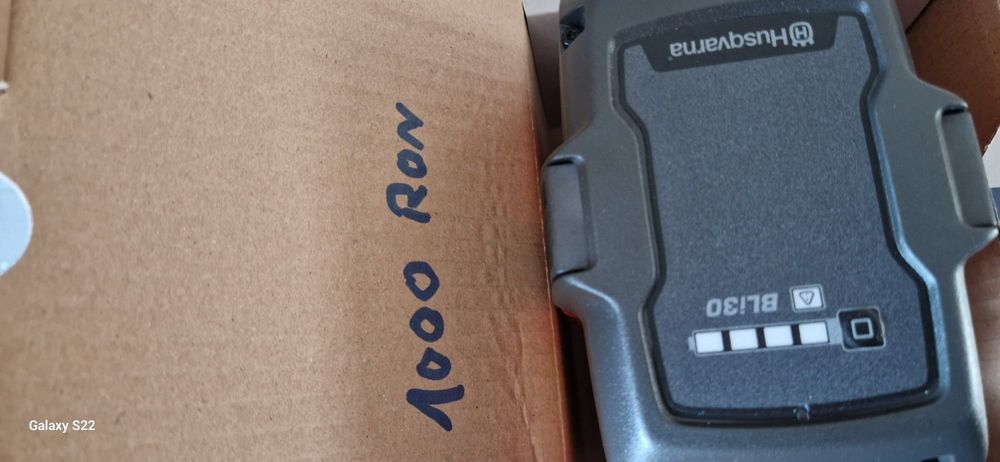 1000 RON
Husqvarna
BLi30
Galaxy S22